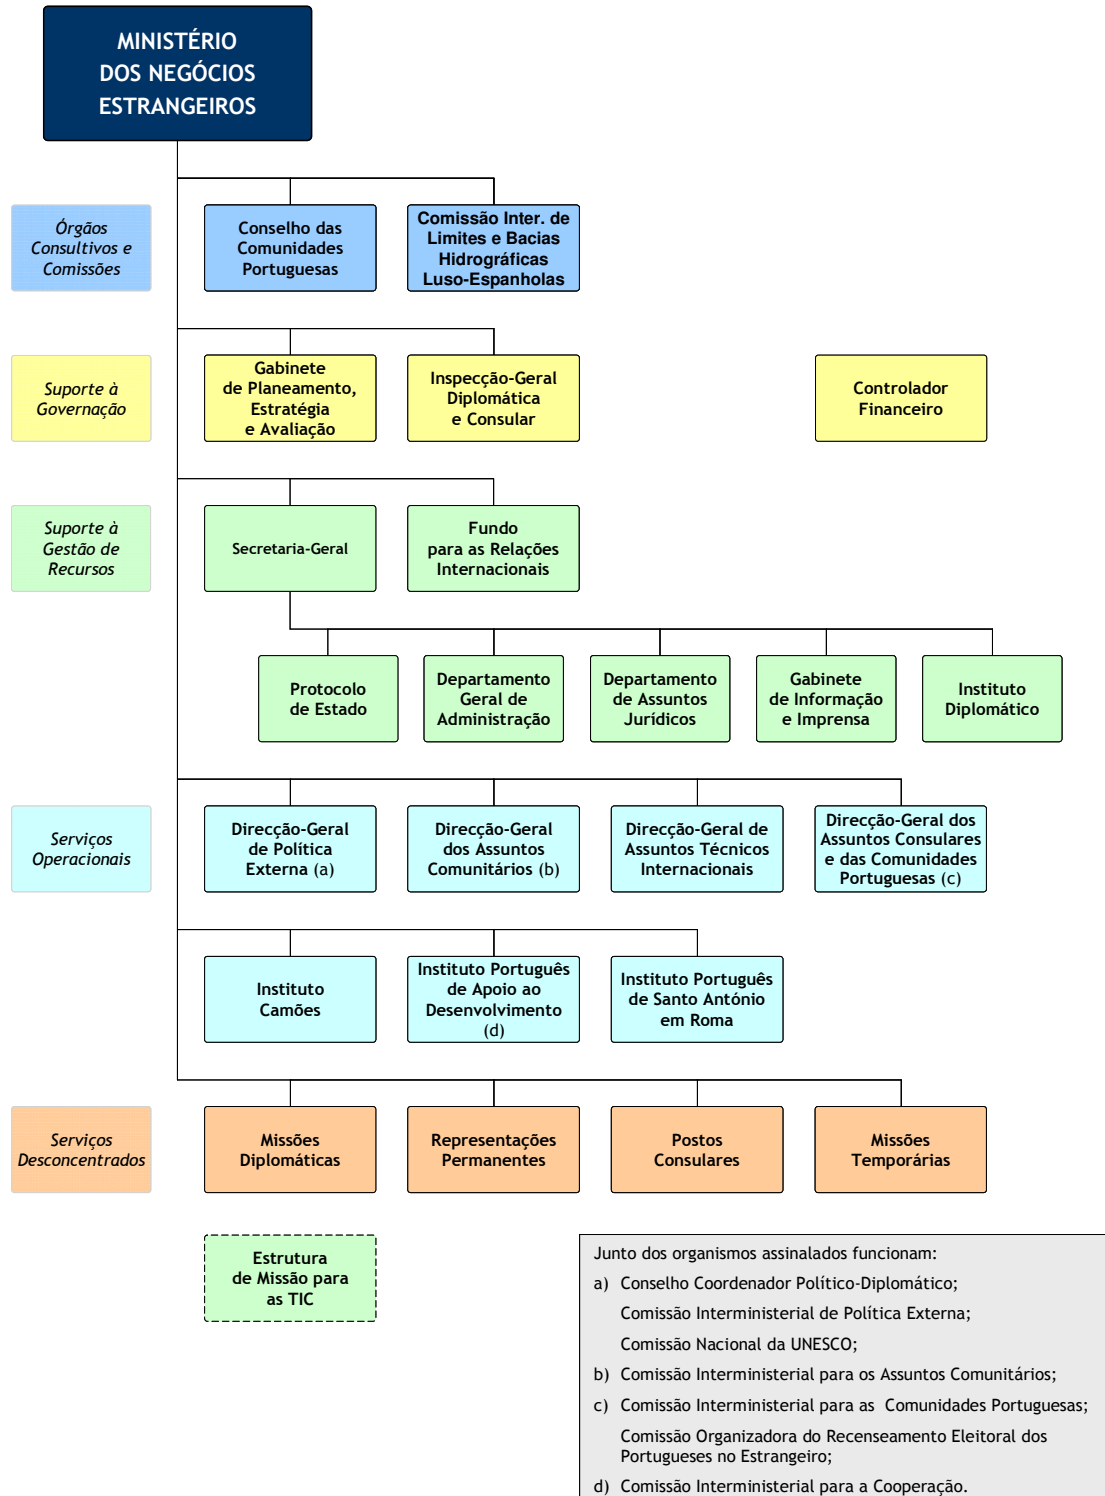 MINISTÉRIO
DOS NEGÓCIOS
ESTRANGEIROS
Órgãos
Consultivos e
Comissões
Conselho das
Comunidades
Portuguesas
Comissão Inter. de
Limites e Bacias
Hidrográficas
Luso-Espanholas
Suporte à
Governação
Gabinete
de Planeamento,
Estratégia
e Avaliação
Inspecção-Geral
Diplomática
e Consular
Controlador
Financeiro
Suporte à
Gestão de
Recursos
Secretaria-Geral
Fundo
para as Relações
Internacionais
Protocolo
de Estado
Departamento
Geral de
Administração
Departamento
de Assuntos
Jurídicos
Gabinete
de Informação
e Imprensa
Instituto
Diplomático
Serviços
Operacionais
Direcção-Geral
de Política
Externa (a)
Direcção-Geral
dos Assuntos
Comunitários (b)
Direcção-Geral de
Assuntos Técnicos
Internacionais
Direcção-Geral dos
Assuntos Consulares
e das Comunidades
Portuguesas (c)
Instituto
Camões
Instituto Português
de Apoio ao
Desenvolvimento
(d)
Instituto Português
de Santo António
em Roma
Serviços
Desconcentrados
Missões
Diplomáticas
Representações
Permanentes
Postos
Consulares
Missões
Temporárias
Estrutura
de Missão para
as TIC
Junto dos organismos assinalados funcionam:
a) Conselho Coordenador Político-Diplomático;
Comissão Interministerial de Política Externa;
Comissão Nacional da UNESCO;
b) Comissão Interministerial para os Assuntos Comunitários;
c) Comissão Interministerial para as Comunidades Portuguesas;
Comissão Organizadora do Recenseamento Eleitoral dos
Portugueses no Estrangeiro;
d) Comissão Interministerial para a Cooperação.